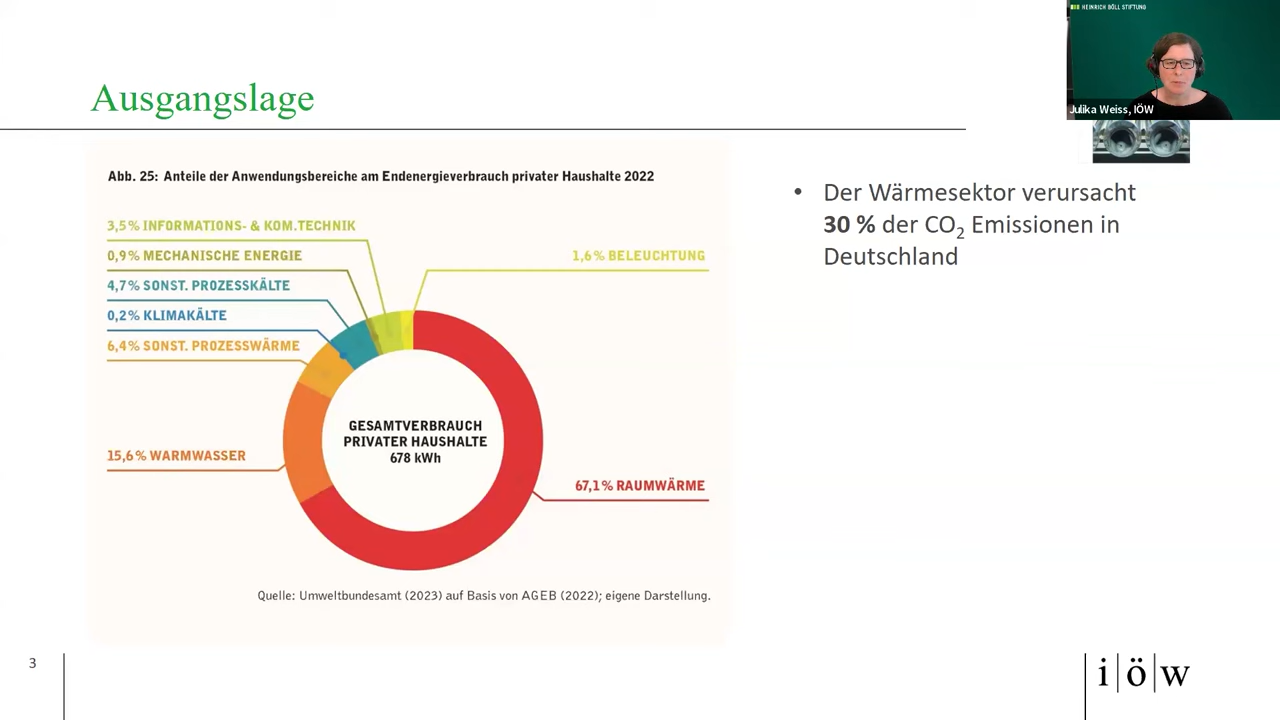 HEINRICH BÖLL STIFTUNG
Julika Weiss, IÖW
Ausgangslage
Abb. 25: Anteile der Anwendungsbereiche am Endenergieverbrauch privater Haushalte 2022
3,5% INFORMATIONS- & KOM.TECHNIK
0,9% MECHANISCHE ENERGIE
4,7% SONST. PROZESSKÄLTE
0,2% KLIMAKÄLTE
6,4% SONST. PROZESSWÄRME
15,6% WARMWASSER
1,6% BELEUCHTUNG
67,1% RAUMWÄRME
GESAMTVERBRAUCH
PRIVATER HAUSHALTE
678 kWh
Quelle: Umweltbundesamt (2023) auf Basis von AGEB (2022); eigene Darstellung.
• Der Wärmesektor verursacht
30 % der CO₂ Emissionen in
Deutschland
3
i|ö|w